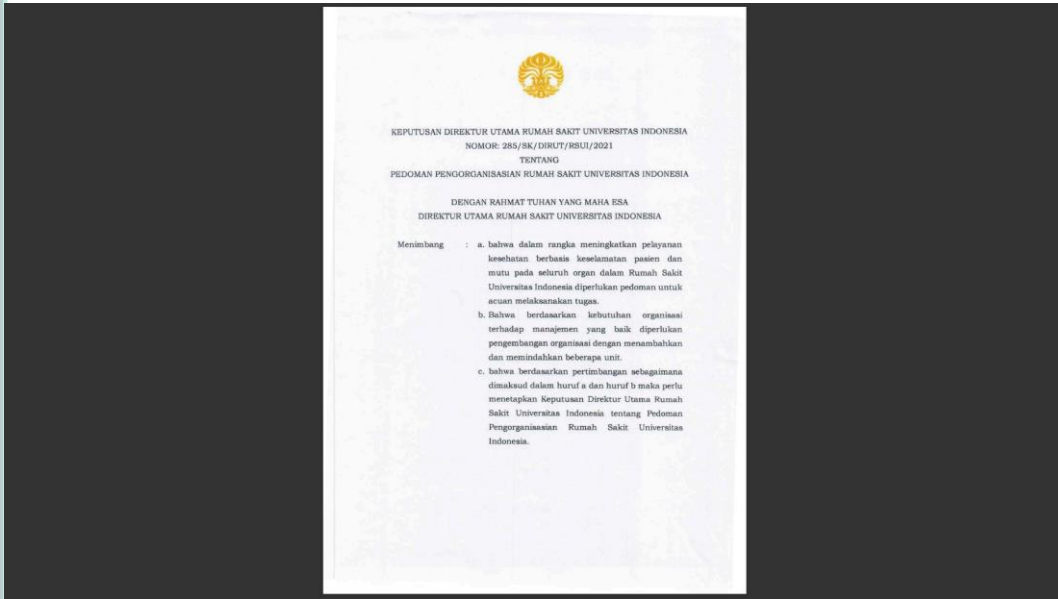 KEPUTUSAN DIREKTUR UTAMA RUMAH SAKIT UNIVERSITAS INDONESIA
NOMOR: 285/SK/DIRUT/RSUI/2021
TENTANG
PEDOMAN PENGORGANISASIAN RUMAH SAKIT UNIVERSITAS INDONESIA
DENGAN RAHMAT TUHAN YANG MAHA ESA
DIREKTUR UTAMA RUMAH SAKIT UNIVERSITAS INDONESIA
Menimbang : a. bahwa dalam rangka meningkatkan pelayanan
kesehatan berbasis keselamatan pasien dan
mutu pada seluruh organ dalam Rumah Sakit
Universitas Indonesia diperlukan pedoman untuk
acuan melaksanakan tugas.
b. Bahwa berdasarkan kebutuhan organisasi
terhadap manajemen yang baik diperlukan
pengembangan organisasi dengan menambahkan
dan memindahkan beberapa unit.
c. bahwa berdasarkan pertimbangan sebagaimana
dimaksud dalam huruf a dan huruf b maka perlu
menetapkan Keputusan Direktur Utama Rumah
Sakit Universitas Indonesia tentang Pedoman
Pengorganisasian Rumah Sakit Universitas
Indonesia.